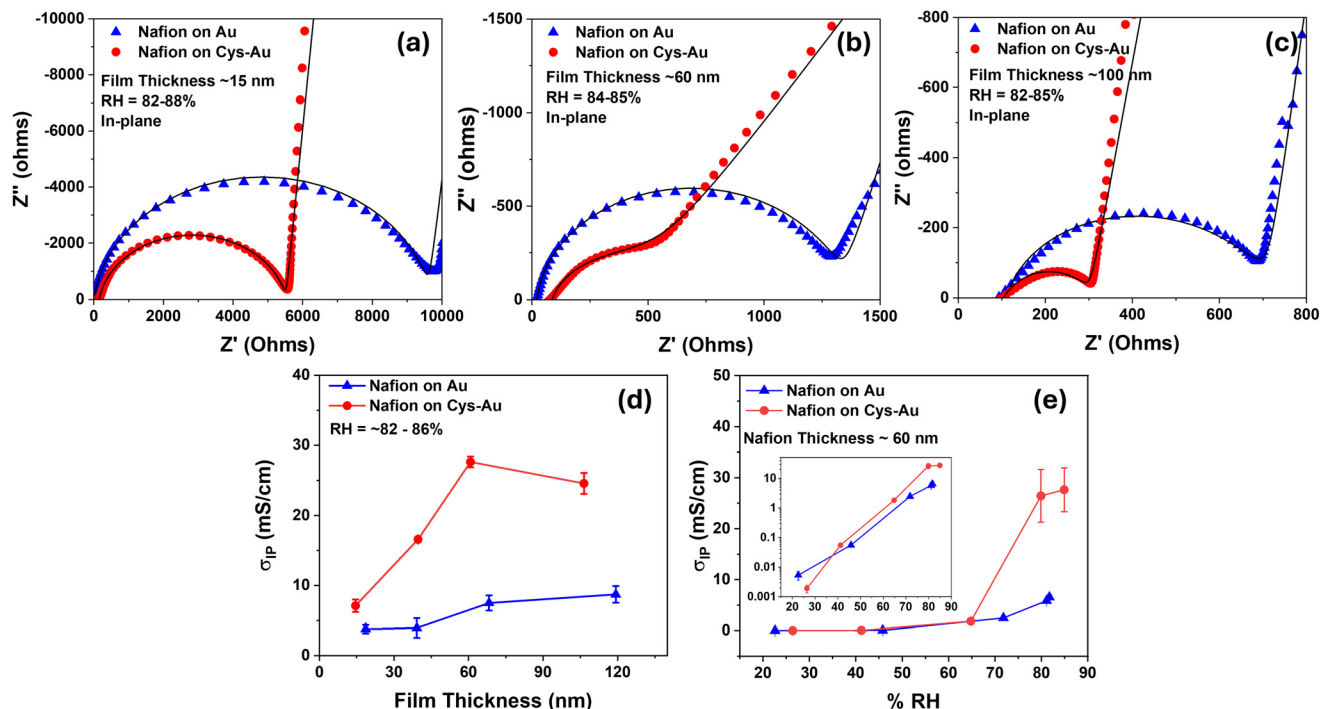 -10000
-8000
-6000
-4000
-2000
0
Z'' (ohms)
Nafion on Au
Nafion on Cys-Au
(a)
Film Thickness ~15 nm
RH = 82-88%
In-plane
0 2000 4000 6000 8000 10000
Z' (Ohms)
-1500
-1000
-500
0
Z'' (ohms)
Nafion on Au
Nafion on Cys-Au
(b)
Film Thickness ~60 nm
RH = 84-85%
In-plane
0 250 500 750 1000 1250 1500
Z' (Ohms)
-800
-600
-400
-200
0
Z'' (ohms)
Nafion on Au
Nafion on Cys-Au
(c)
Film Thickness ~100 nm
RH = 82-85%
In-plane
0 200 400 600 800
Z' (Ohms)
40
30
20
10
0
σIP (mS/cm)
Nafion on Au
Nafion on Cys-Au
(d)
RH = ~82 - 86%
0 30 60 90 120
Film Thickness (nm)
50
40
30
20
10
0
σIP (mS/cm)
Nafion on Au
Nafion on Cys-Au
(e)
Nafion Thickness ~ 60 nm
10
1
0.1
0.01
0.001
20 30 40 50 60 70 80 90
20 30 40 50 60 70 80 90
% RH